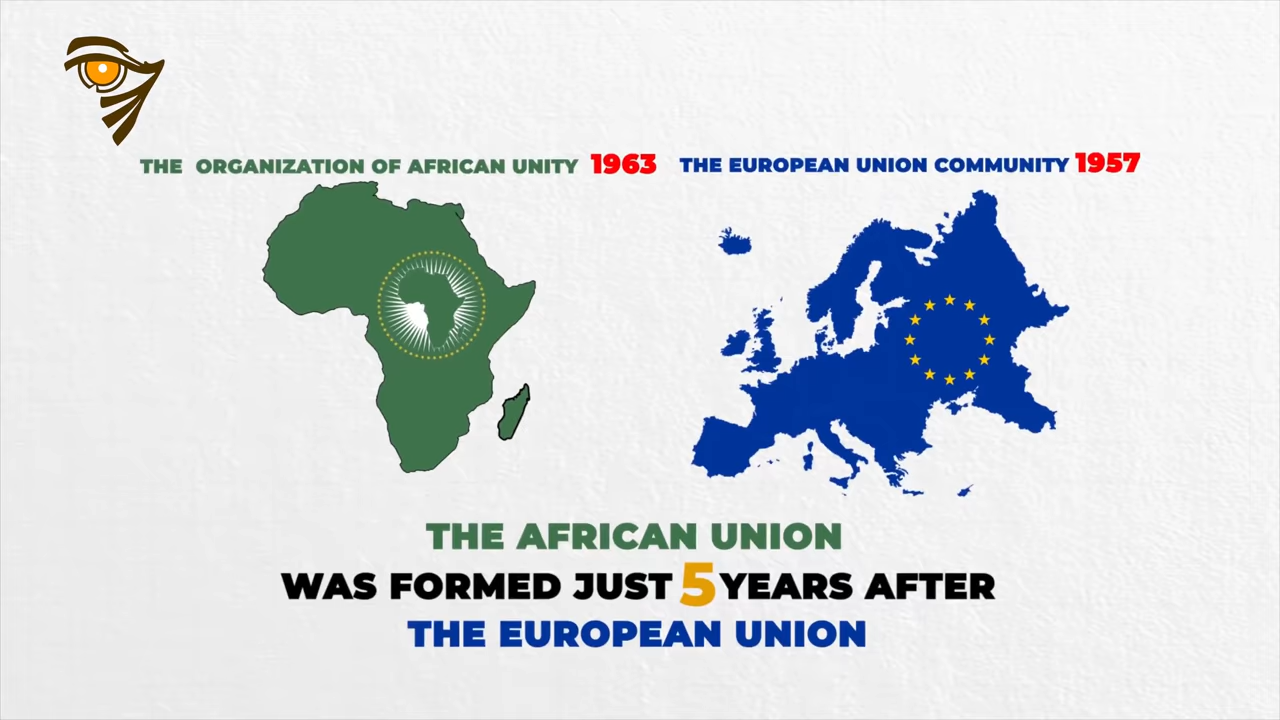 THE ORGANIZATION OF AFRICAN UNITY 1963
THE EUROPEAN UNION COMMUNITY 1957
THE AFRICAN UNION
WAS FORMED JUST 5 YEARS AFTER
THE EUROPEAN UNION